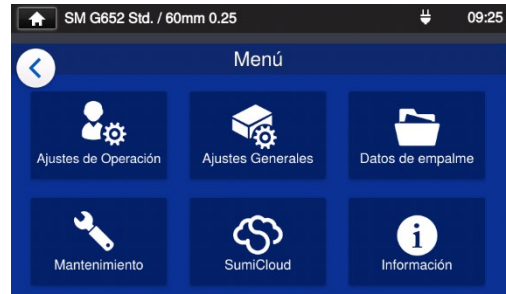 SM G652 Std. / 60mm 0.25
09:25
Menú
Ajustes de Operación
Ajustes Generales
Datos de empalme
Mantenimiento
SumiCloud
Información